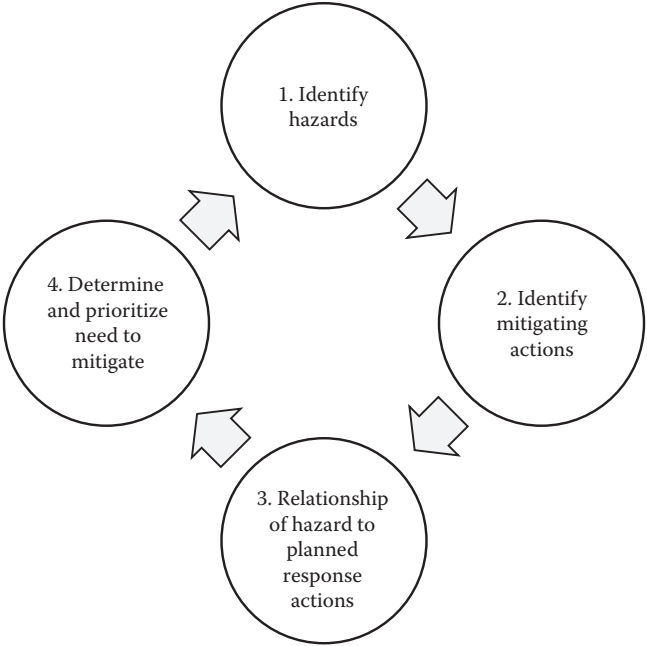 1. Identify
hazards
2. Identify
mitigating
actions
3. Relationship
of hazard to
planned
response
actions
4. Determine
and prioritize
need to
mitigate